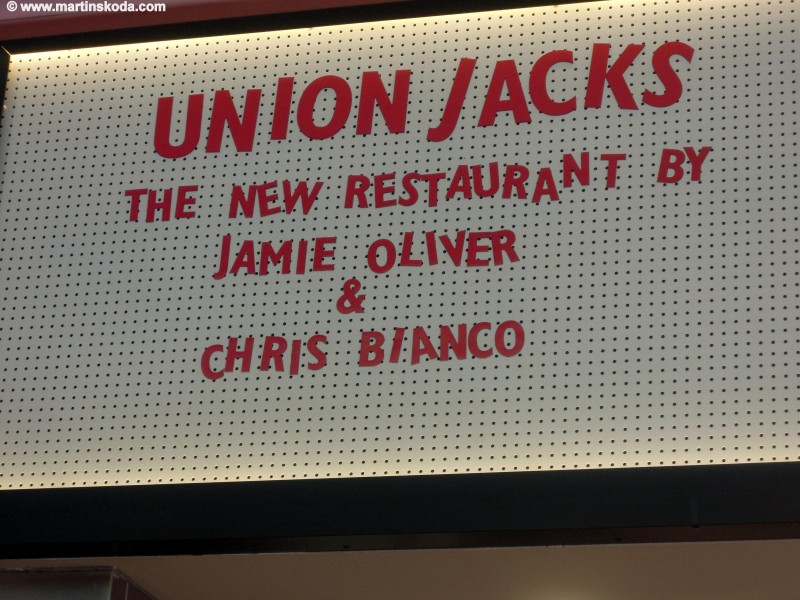 © www.martinskoda.com
UNION JACKS
THE NEW RESTAURANT BY
JAMIE OLIVER
&
CHRIS BIANCO